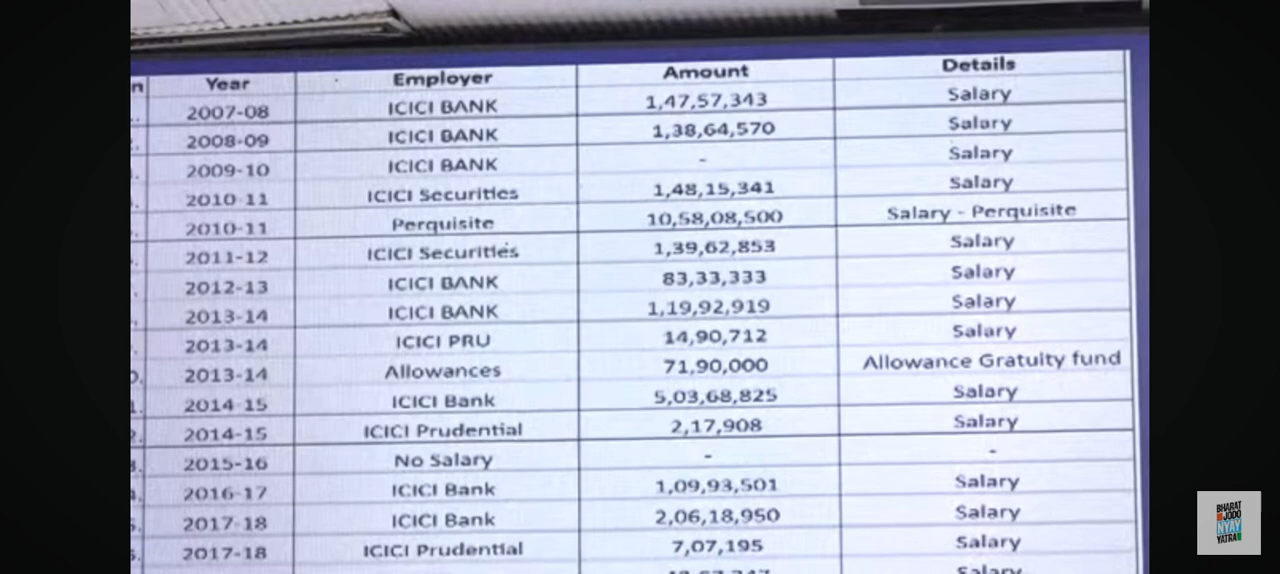 n Year Employer Amount Details
2007-08 ICICI BANK 1,47,57,343 Salary
2008-09 ICICI BANK 1,38,64,570 Salary
2009-10 ICICI BANK - Salary
2010-11 ICICI Securities 1,48,15,341 Salary
2010-11 Perquisite 10,58,08,500 Salary - Perquisite
2011-12 ICICI Securities 1,39,62,853 Salary
2012-13 ICICI BANK 83,33,333 Salary
2013-14 ICICI BANK 1,19,92,919 Salary
2013-14 ICICI PRU 14,90,712 Salary
2013-14 Allowances 71,90,000 Allowance Gratuity fund
2014-15 ICICI Bank 5,03,68,825 Salary
2014-15 ICICI Prudential 2,17,908 Salary
2015-16 No Salary - -
2016-17 ICICI Bank 1,09,93,501 Salary
2017-18 ICICI Bank 2,06,18,950 Salary
2017-18 ICICI Prudential 7,07,195 Salary
Salary
BHARAT
JODO
NYAY
YATRA